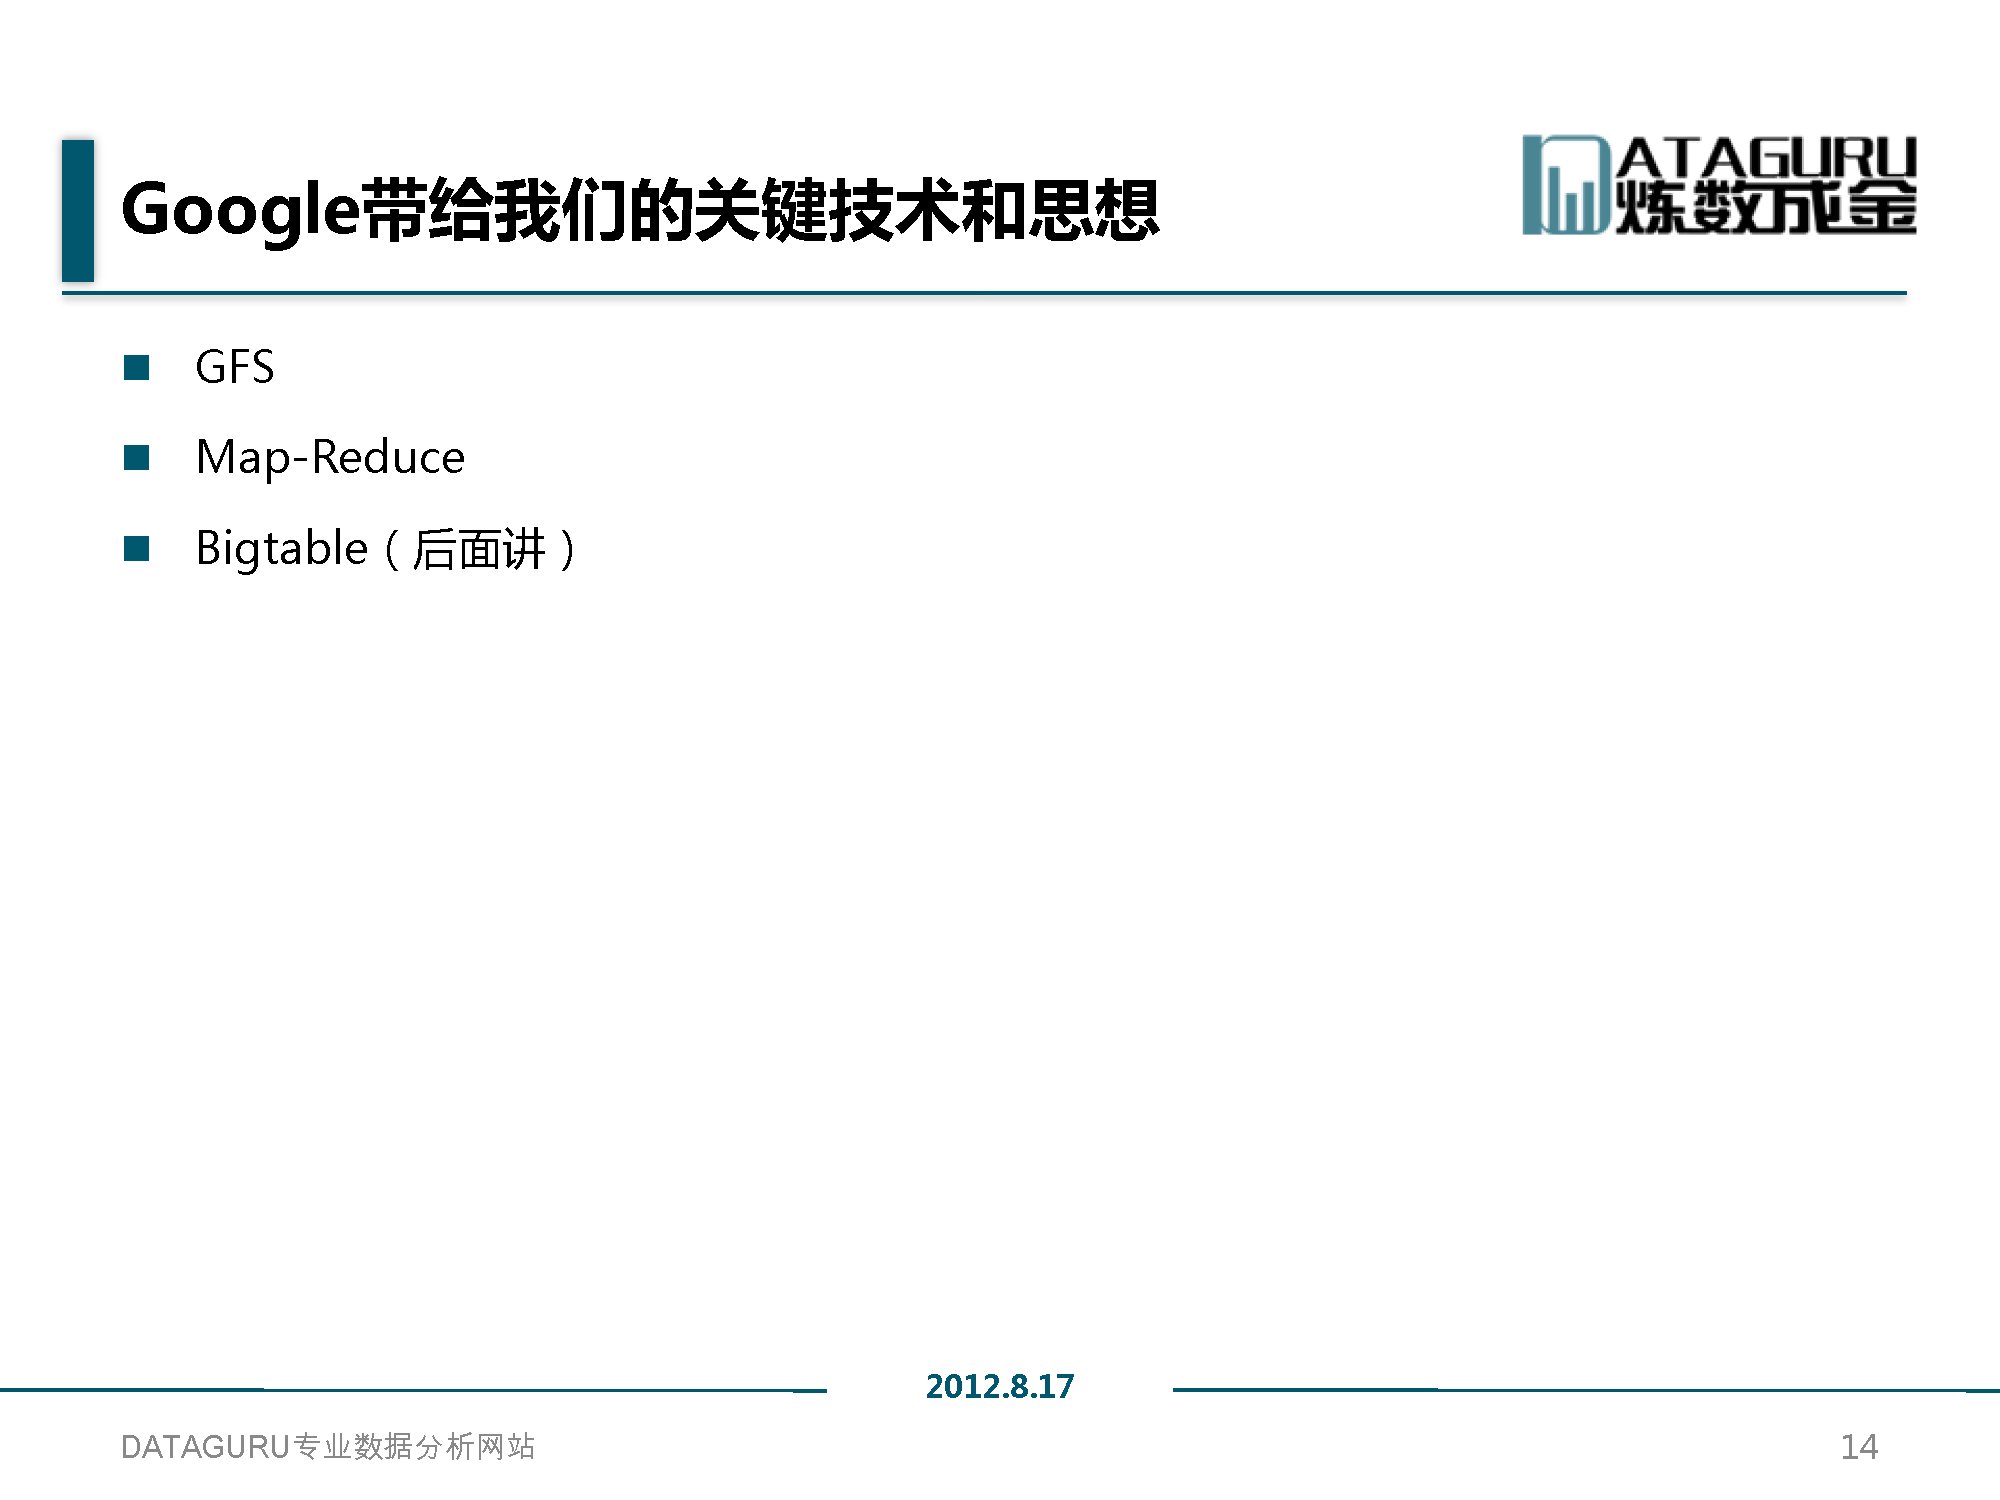 Google带给我们的关键技术和思想
DATAGURU
炼数成金
GFS
Map-Reduce
Bigtable（后面讲）
2012.8.17
DATAGURU专业数据分析网站
14